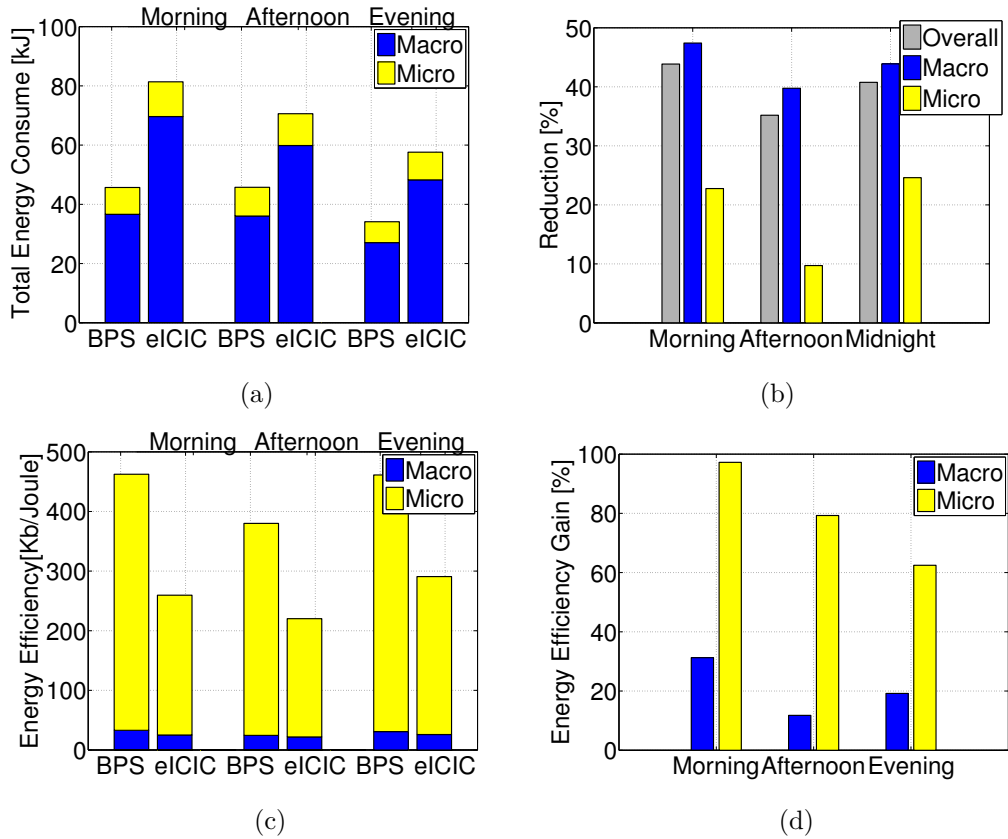 Morning Afternoon Evening
Total Energy Consume [kJ]
100
80
60
40
20
0
Macro
Micro
BPS eICIC BPS eICIC BPS eICIC
(a)
Reduction [%]
50
40
30
20
10
0
Overall
Macro
Micro
Morning Afternoon Midnight
(b)
Morning Afternoon Evening
Energy Efficiency[Kb/Joule]
500
400
300
200
100
0
Macro
Micro
BPS eICIC BPS eICIC BPS eICIC
(c)
Energy Efficiency Gain [%]
100
80
60
40
20
0
Macro
Micro
Morning Afternoon Evening
(d)